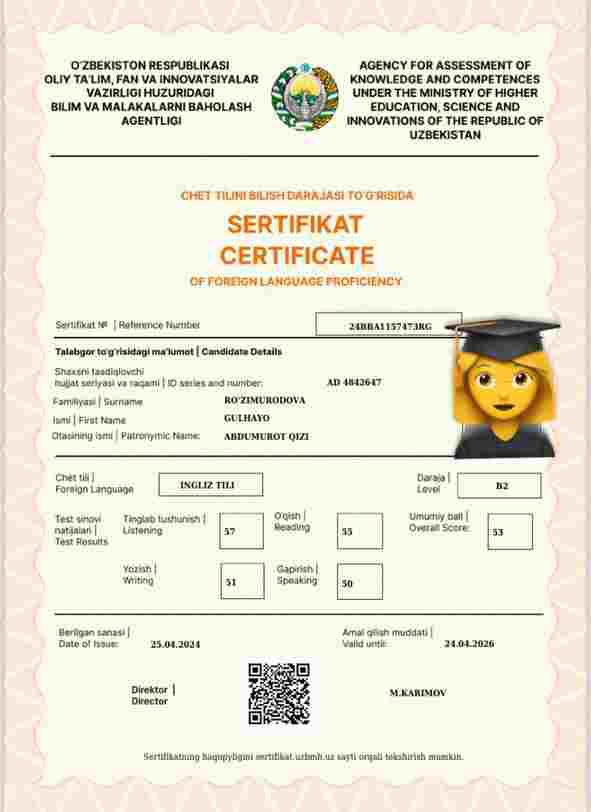 O'ZBEKISTON RESPUBLIKASI
OLIY TA'LIM, FAN VA INNOVATSIYALAR
VAZIRLIGI HUZURIDAGI
BILIM VA MALAKALARNI BAHOLASH
AGENTLIGI
AGENCY FOR ASSESSMENT OF
KNOWLEDGE AND COMPETENCES
UNDER THE MINISTRY OF HIGHER
EDUCATION, SCIENCE AND
INNOVATIONS OF THE REPUBLIC OF
UZBEKISTAN
CHET TILINI BILISH DARAJASI TO'G'RISIDA
SERTIFIKAT
CERTIFICATE
OF FOREIGN LANGUAGE PROFICIENCY
Sertifikat № | Reference Number 24BBA1157473RG
Talabgor to'g'risidagi ma'lumot | Candidate Details
Shaxsni tasdiqlovchi
hujjat seriyasi va raqami | ID series and number: AD 4842647
Familiyasi | Surname RO'ZIMURODOVA
Ismi | First Name GULHAYO
Otasining ismi | Patronymic Name: ABDUMUROT QIZI
Chet tili |
Foreign Language
INGLIZ TILI
Daraja |
Level
B2
Test sinovi
natijalari |
Test Results
Tinglab tushunish |
Listening
57
O'qish |
Reading
55
Umumiy ball |
Overall Score:
53
Yozish |
Writing
51
Gapirish |
Speaking
50
Berilgan sanasi |
Date of Issue: 25.04.2024
Amal qilish muddati |
Valid until: 24.04.2026
Direktor |
Director
M.KARIMOV
Sertifikatning haqoqyligini sertifikat.uzbmh.uz sayti orqali tekshirish mumkin.